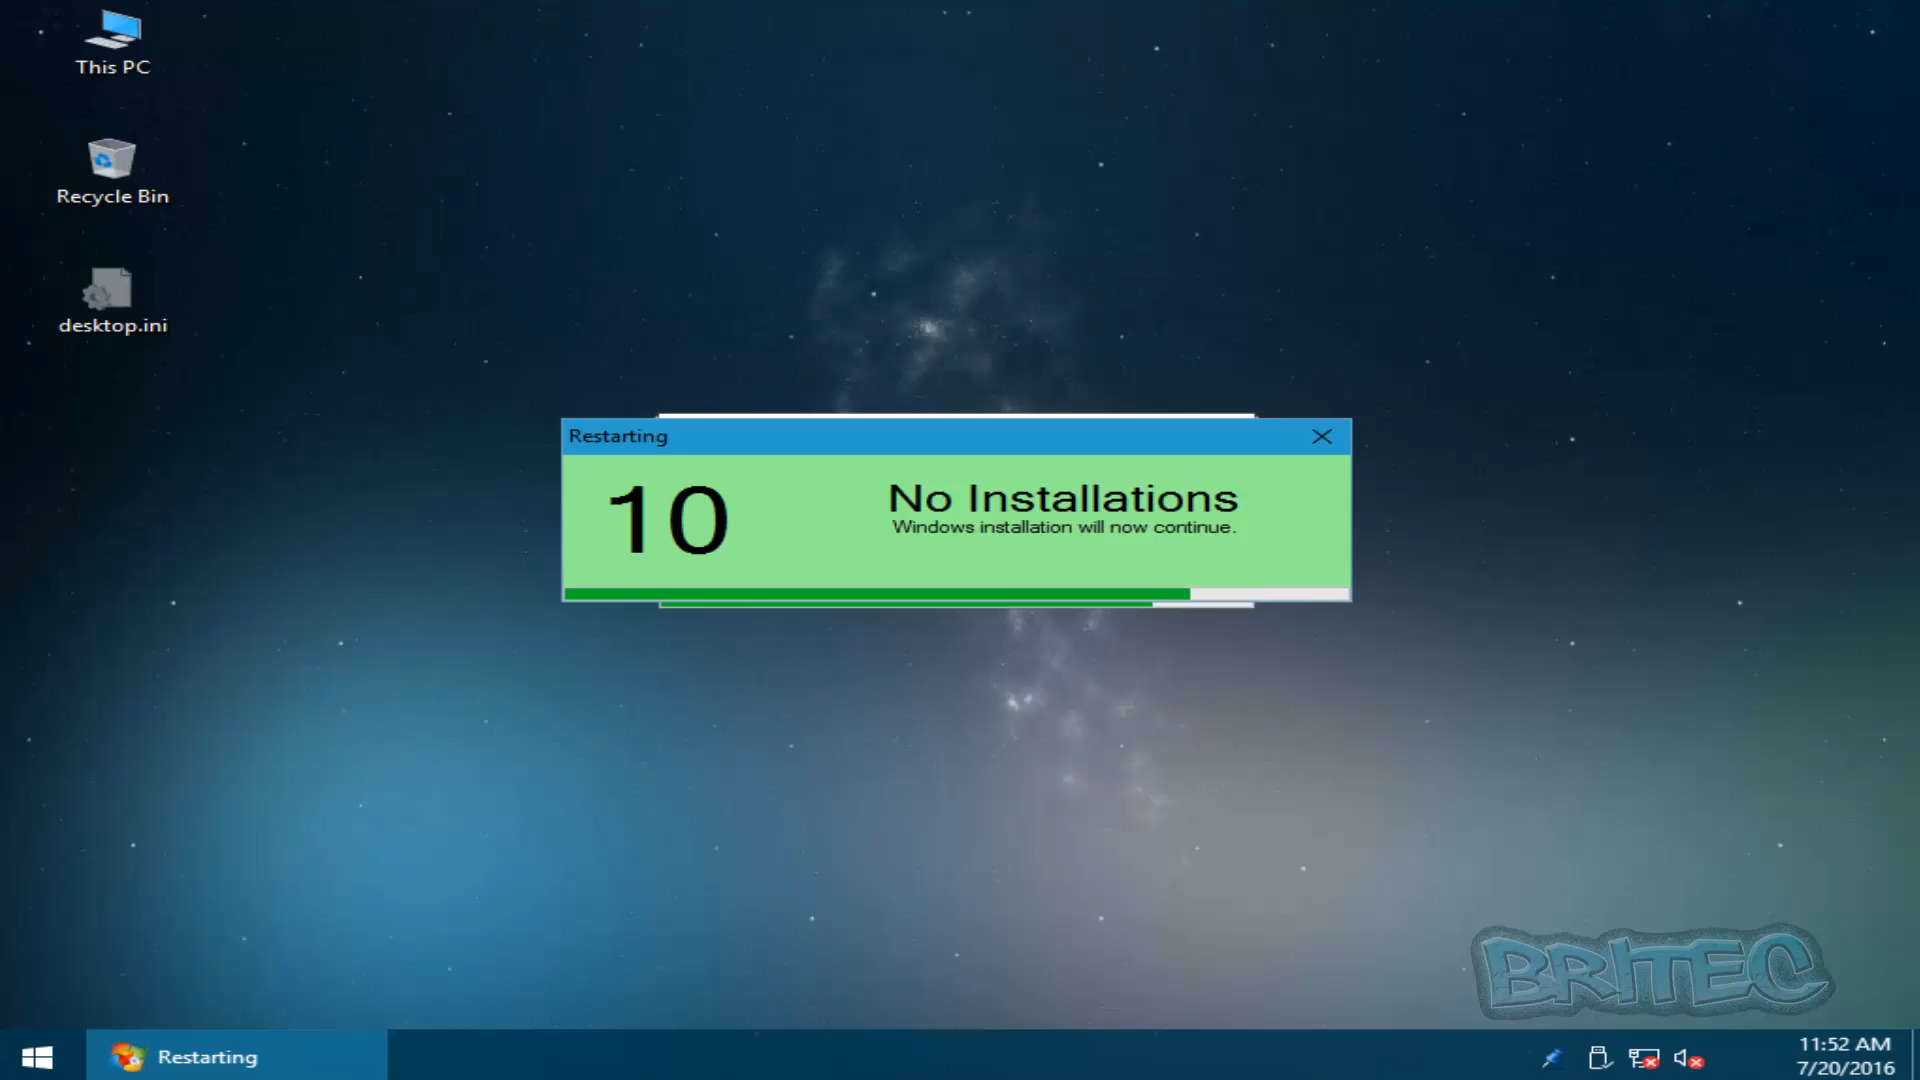 This PC
Recycle Bin
desktop.ini
Restarting
10
No Installations
Windows installation will now continue.
BRITEC
Restarting
11:52 AM
7/20/2016